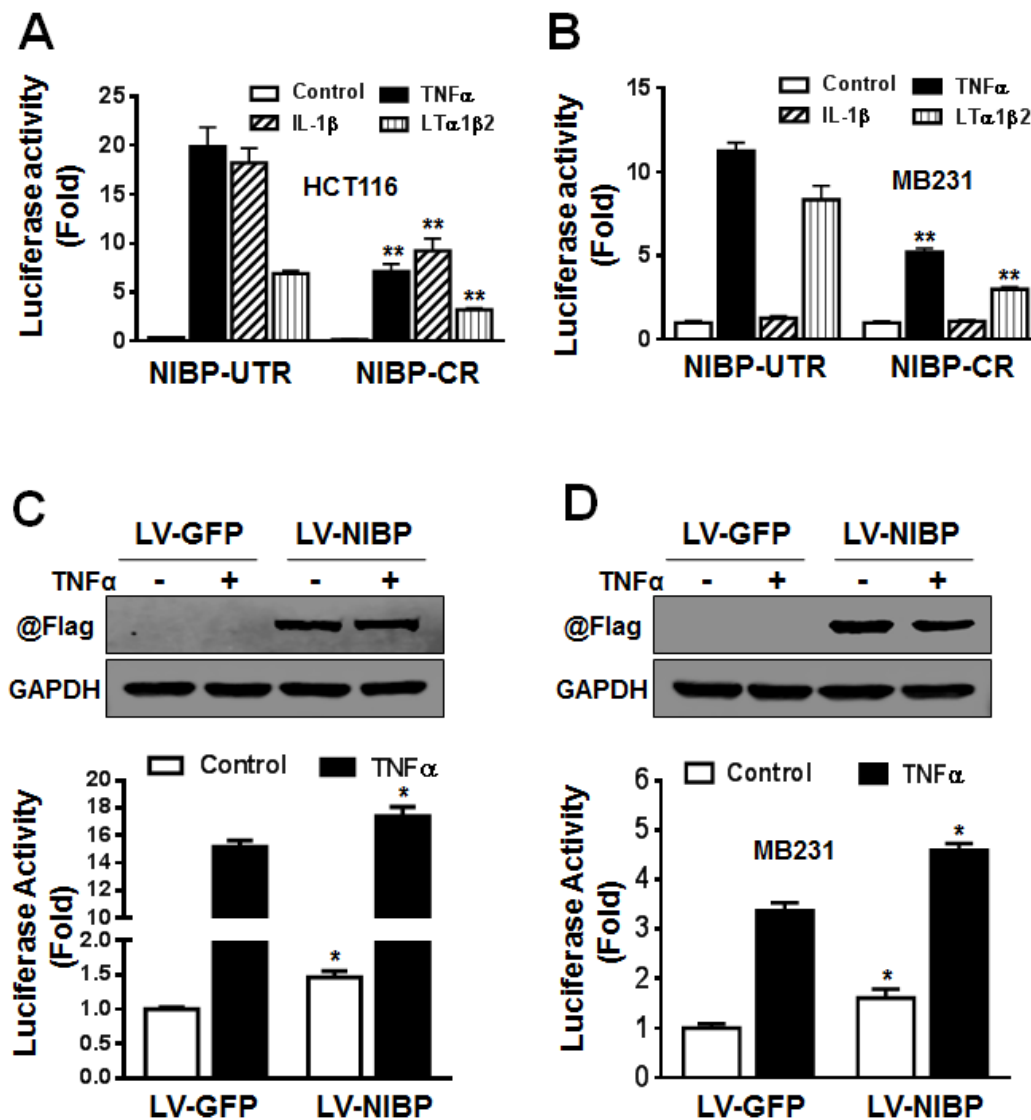 A
Control
TNFα
IL-1β
LTα1β2
Luciferase activity
(Fold)
25
20
15
10
5
0
HCT116
** ** **
NIBP-UTR NIBP-CR
B
Control
TNFα
IL-1β
LTα1β2
Luciferase activity
(Fold)
15
10
5
0
MB231
** **
NIBP-UTR NIBP-CR
C
LV-GFP LV-NIBP
TNFα - + - +
@Flag
GAPDH
Control TNFα
Luciferase Activity
(Fold)
20
18
16
14
12
10
2.0
1.5
1.0
0.5
0.0
* *
LV-GFP LV-NIBP
D
LV-GFP LV-NIBP
TNFα - + - +
@Flag
GAPDH
Control TNFα
Luciferase Activity
(Fold)
6
5
4
3
2
1
0
MB231
* *
LV-GFP LV-NIBP